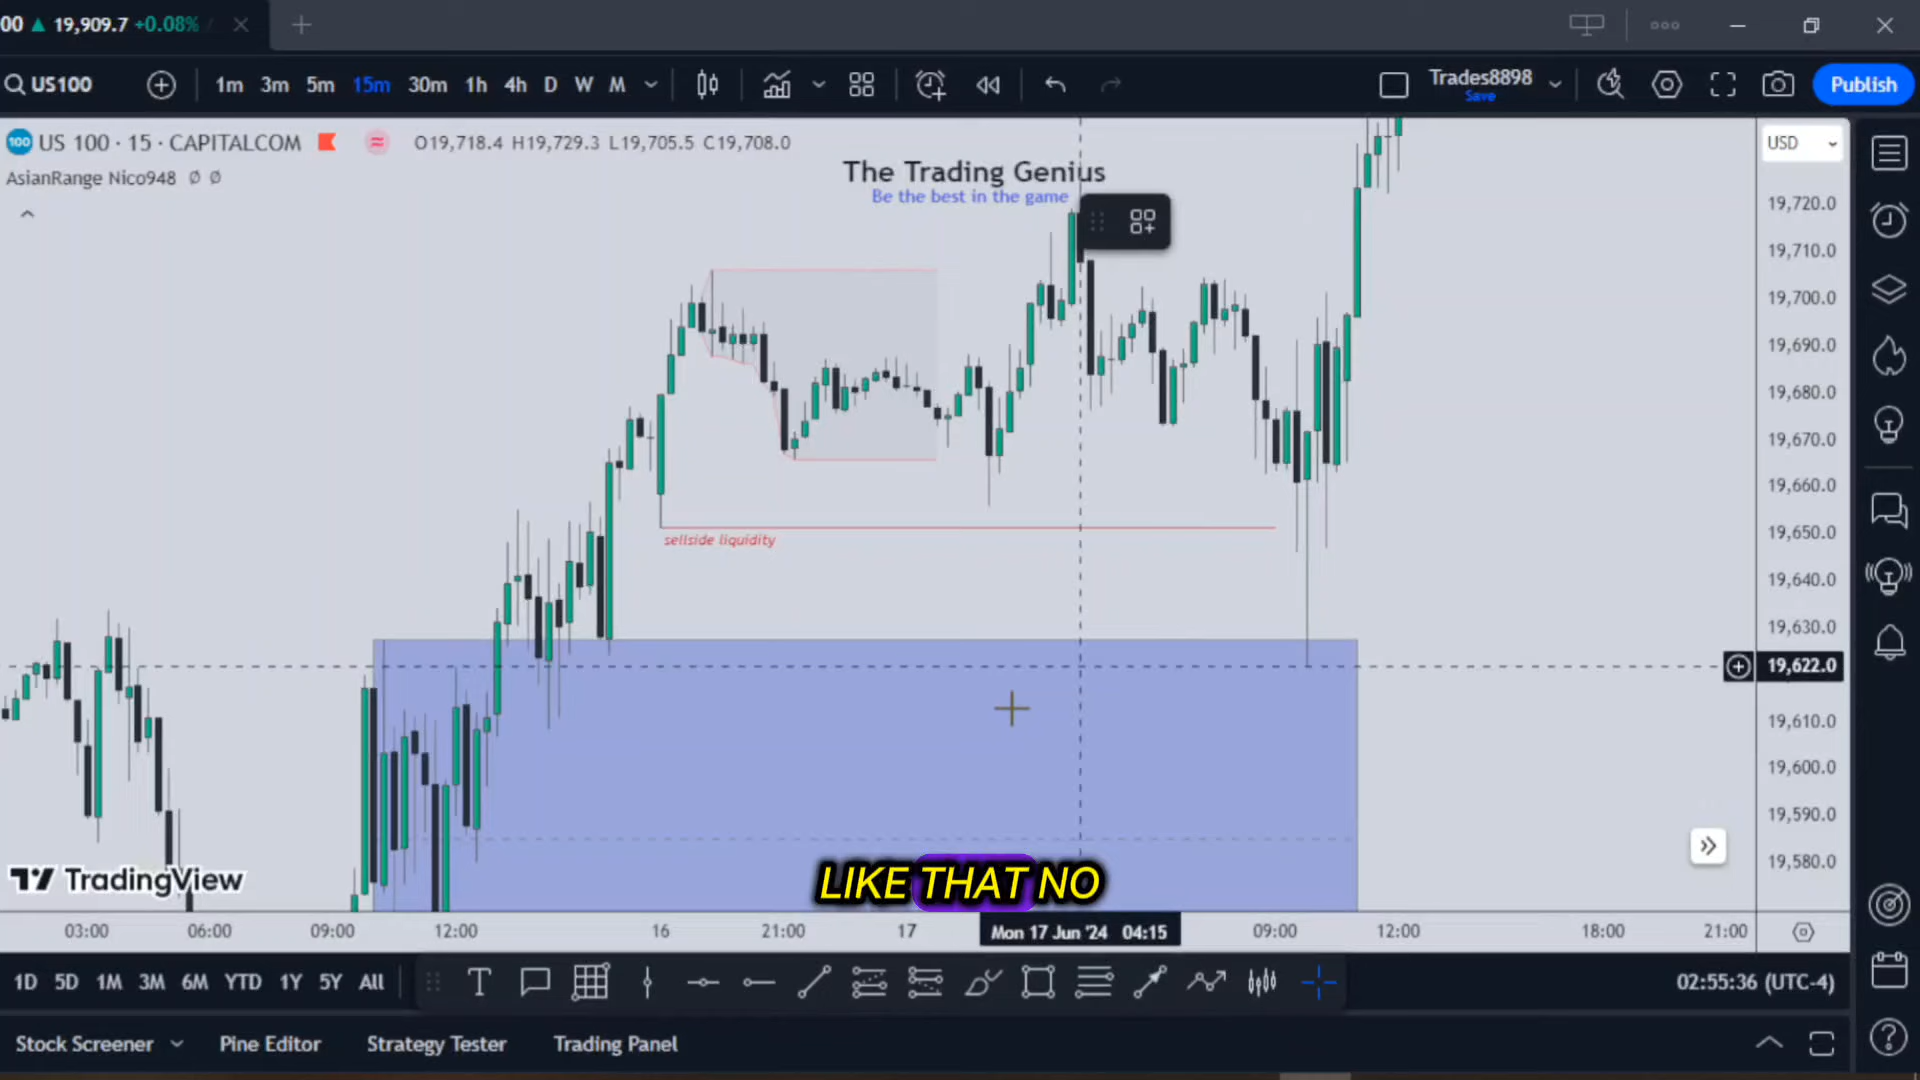 00 ▲ 19,909.7 +0.08%
US100 1m 3m 5m 15m 30m 1h 4h D W M Trades8898 Save Publish
100 US 100 · 15 · CAPITALCOM O19,718.4 H19,729.3 L19,705.5 C19,708.0 USD
AsianRange Nico948 Ø Ø
The Trading Genius
Be the best in the game
19,720.0
19,710.0
19,700.0
19,690.0
19,680.0
19,670.0
19,660.0
19,650.0
sellside liquidity
19,640.0
19,630.0
19,622.0
19,610.0
19,600.0
19,590.0
19,580.0
TradingView
LIKE THAT NO
03:00 06:00 09:00 12:00 16 21:00 17 Mon 17 Jun '24 04:15 09:00 12:00 18:00 21:00
1D 5D 1M 3M 6M YTD 1Y 5Y All 02:55:36 (UTC-4)
Stock Screener Pine Editor Strategy Tester Trading Panel